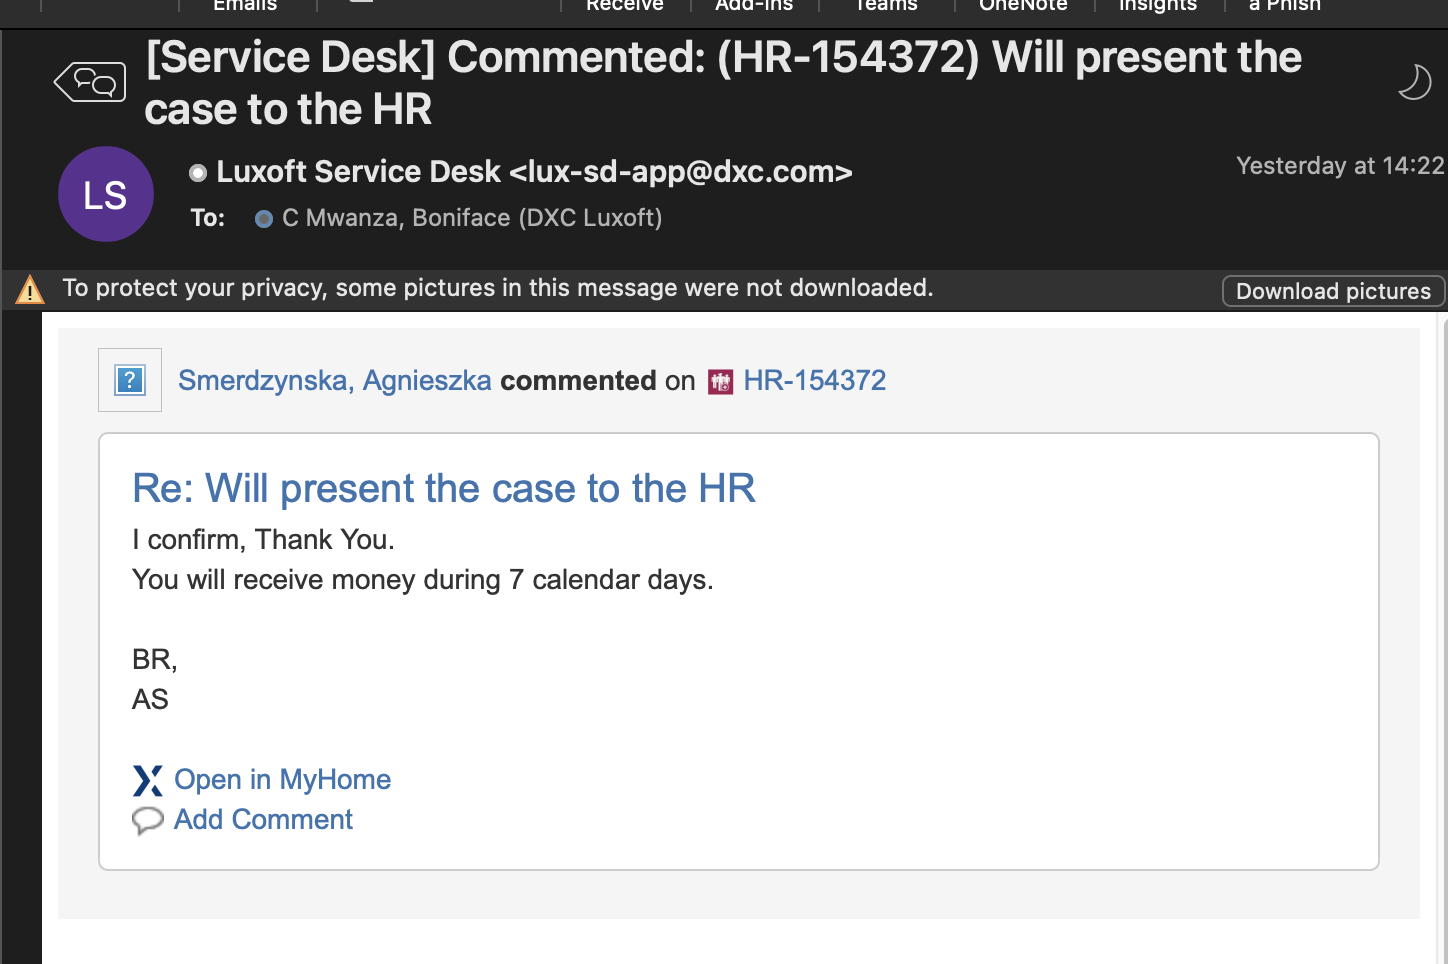 Emails Receive Add-ins Teams OneNote Insights a Phish
[Service Desk] Commented: (HR-154372) Will present the
case to the HR
LS
Luxoft Service Desk <lux-sd-app@dxc.com>
Yesterday at 14:22
To: C Mwanza, Boniface (DXC Luxoft)
To protect your privacy, some pictures in this message were not downloaded.
Download pictures
Smerdzynska, Agnieszka commented on HR-154372
Re: Will present the case to the HR
I confirm, Thank You.
You will receive money during 7 calendar days.
BR,
AS
Open in MyHome
Add Comment